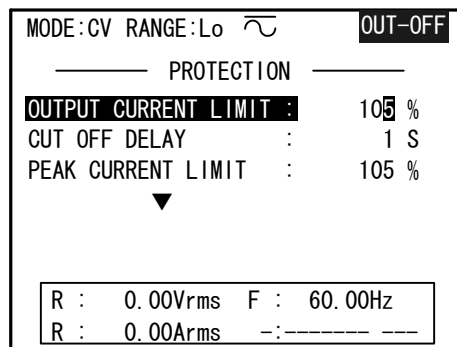 MODE:CV RANGE:Lo OUT-OFF
PROTECTION
OUTPUT CURRENT LIMIT : 105 %
CUT OFF DELAY : 1 S
PEAK CURRENT LIMIT : 105 %
▼
R : 0.00Vrms F : 60.00Hz
R : 0.00Arms -:------- ---